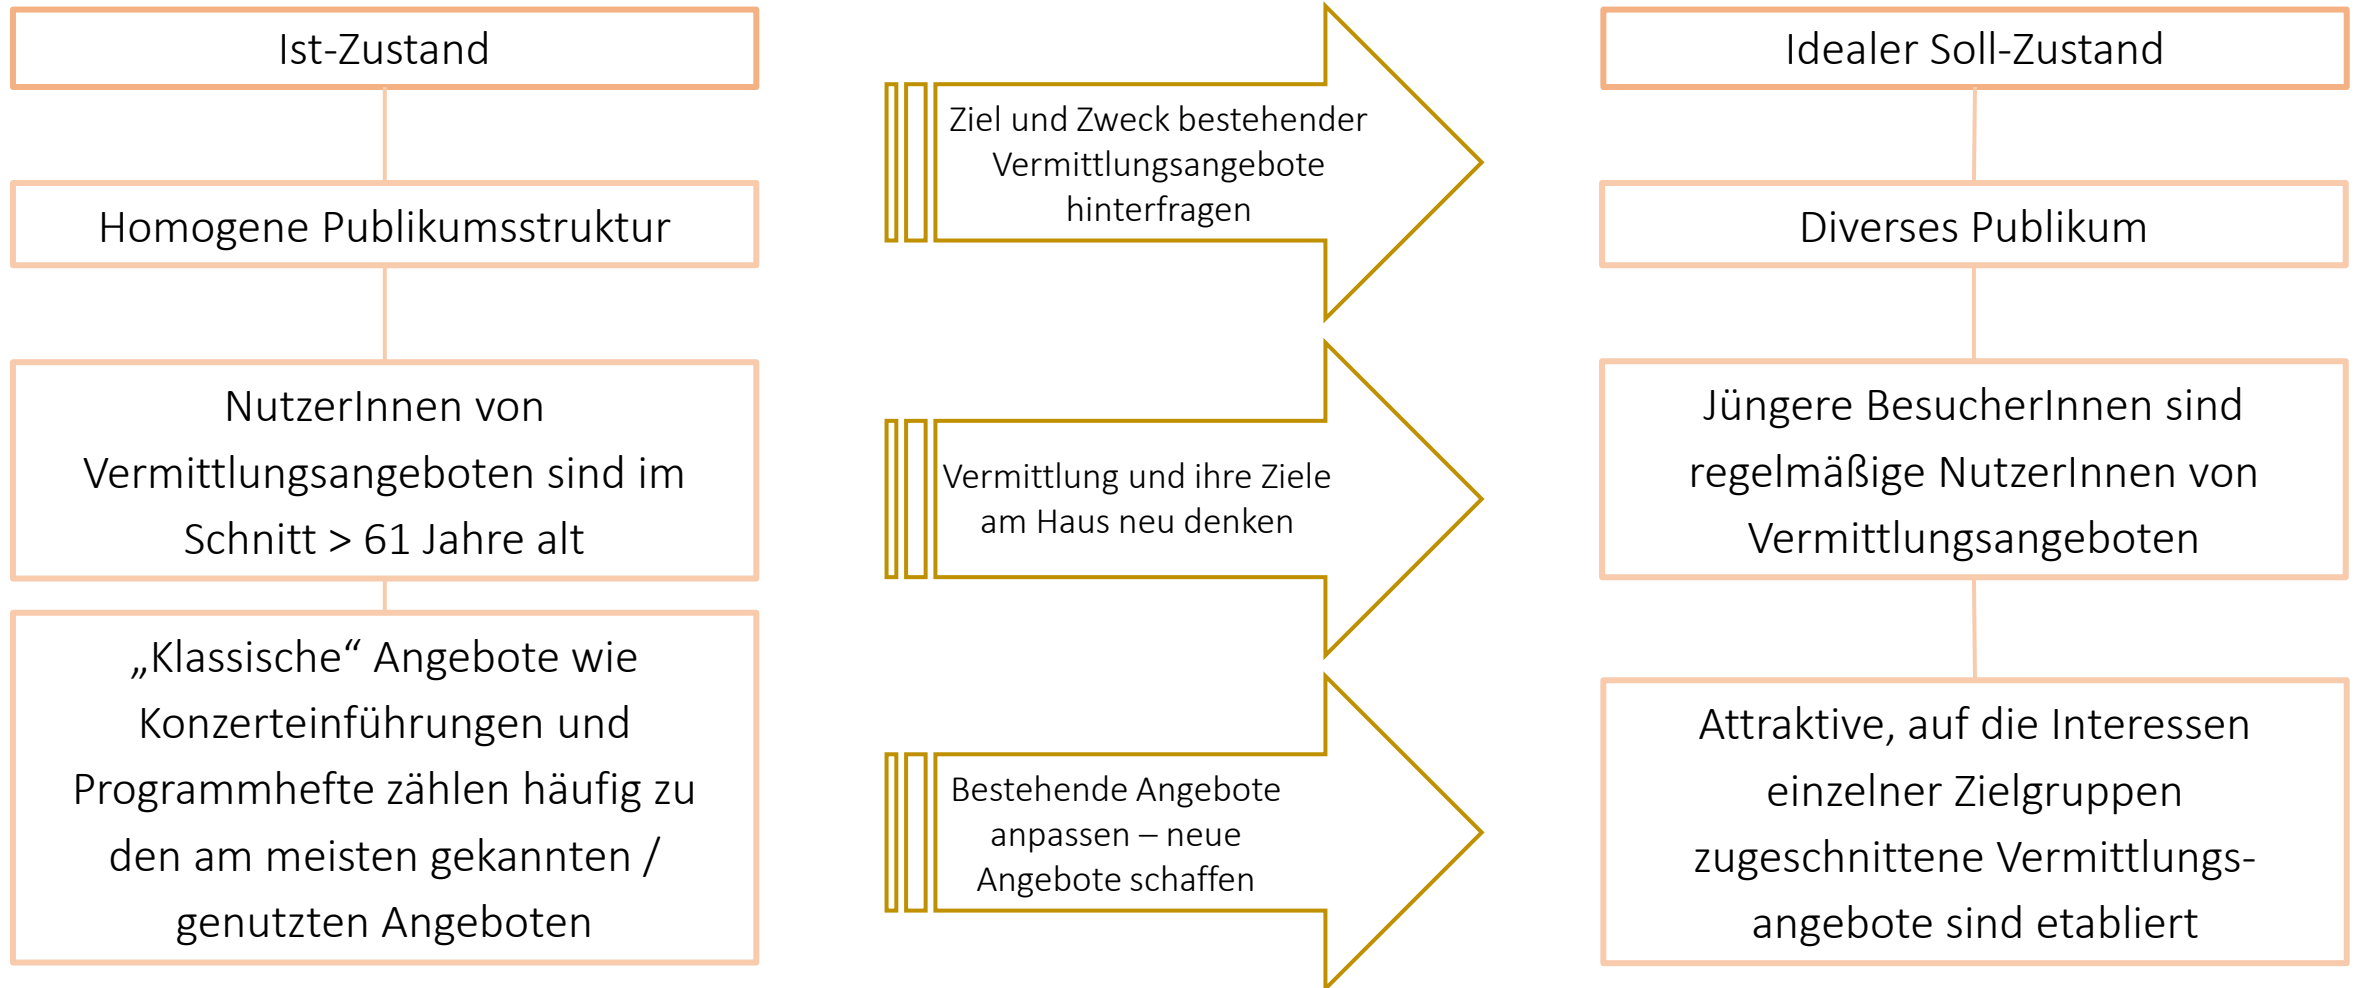 Ist-Zustand
Homogene Publikumsstruktur
NutzerInnen von
Vermittlungsangeboten sind im
Schnitt > 61 Jahre alt
„Klassische“ Angebote wie
Konzerteinführungen und
Programmhefte zählen häufig zu
den am meisten gekannten /
genutzten Angeboten
Ziel und Zweck bestehender
Vermittlungsangebote
hinterfragen
Vermittlung und ihre Ziele
am Haus neu denken
Bestehende Angebote
anpassen – neue
Angebote schaffen
Idealer Soll-Zustand
Diverses Publikum
Jüngere BesucherInnen sind
regelmäßige NutzerInnen von
Vermittlungsangeboten
Attraktive, auf die Interessen
einzelner Zielgruppen
zugeschnittene Vermittlungs-
angebote sind etabliert